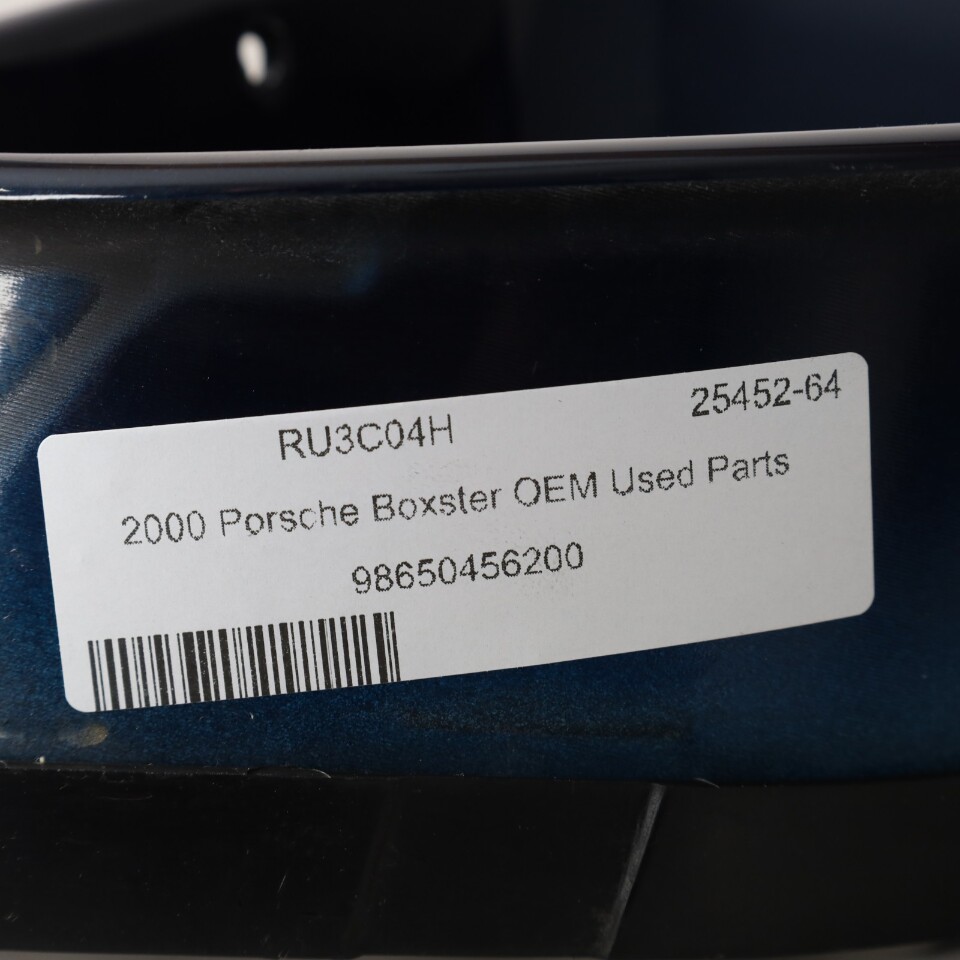 RU3C04H 25452-64
2000 Porsche Boxster OEM Used Parts
98650456200